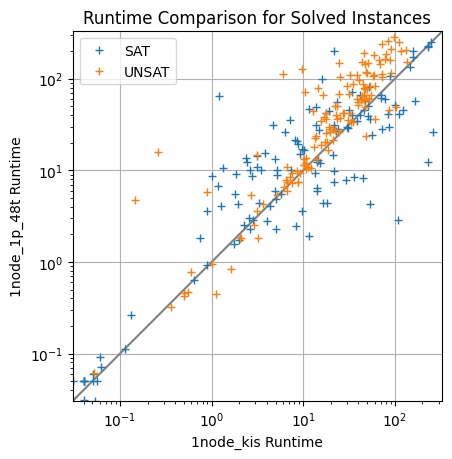 Runtime Comparison for Solved Instances
SAT
UNSAT
1node_1p_48t Runtime
10²
10¹
10⁰
10⁻¹
10⁻¹
10⁰
10¹
10²
1node_kis Runtime